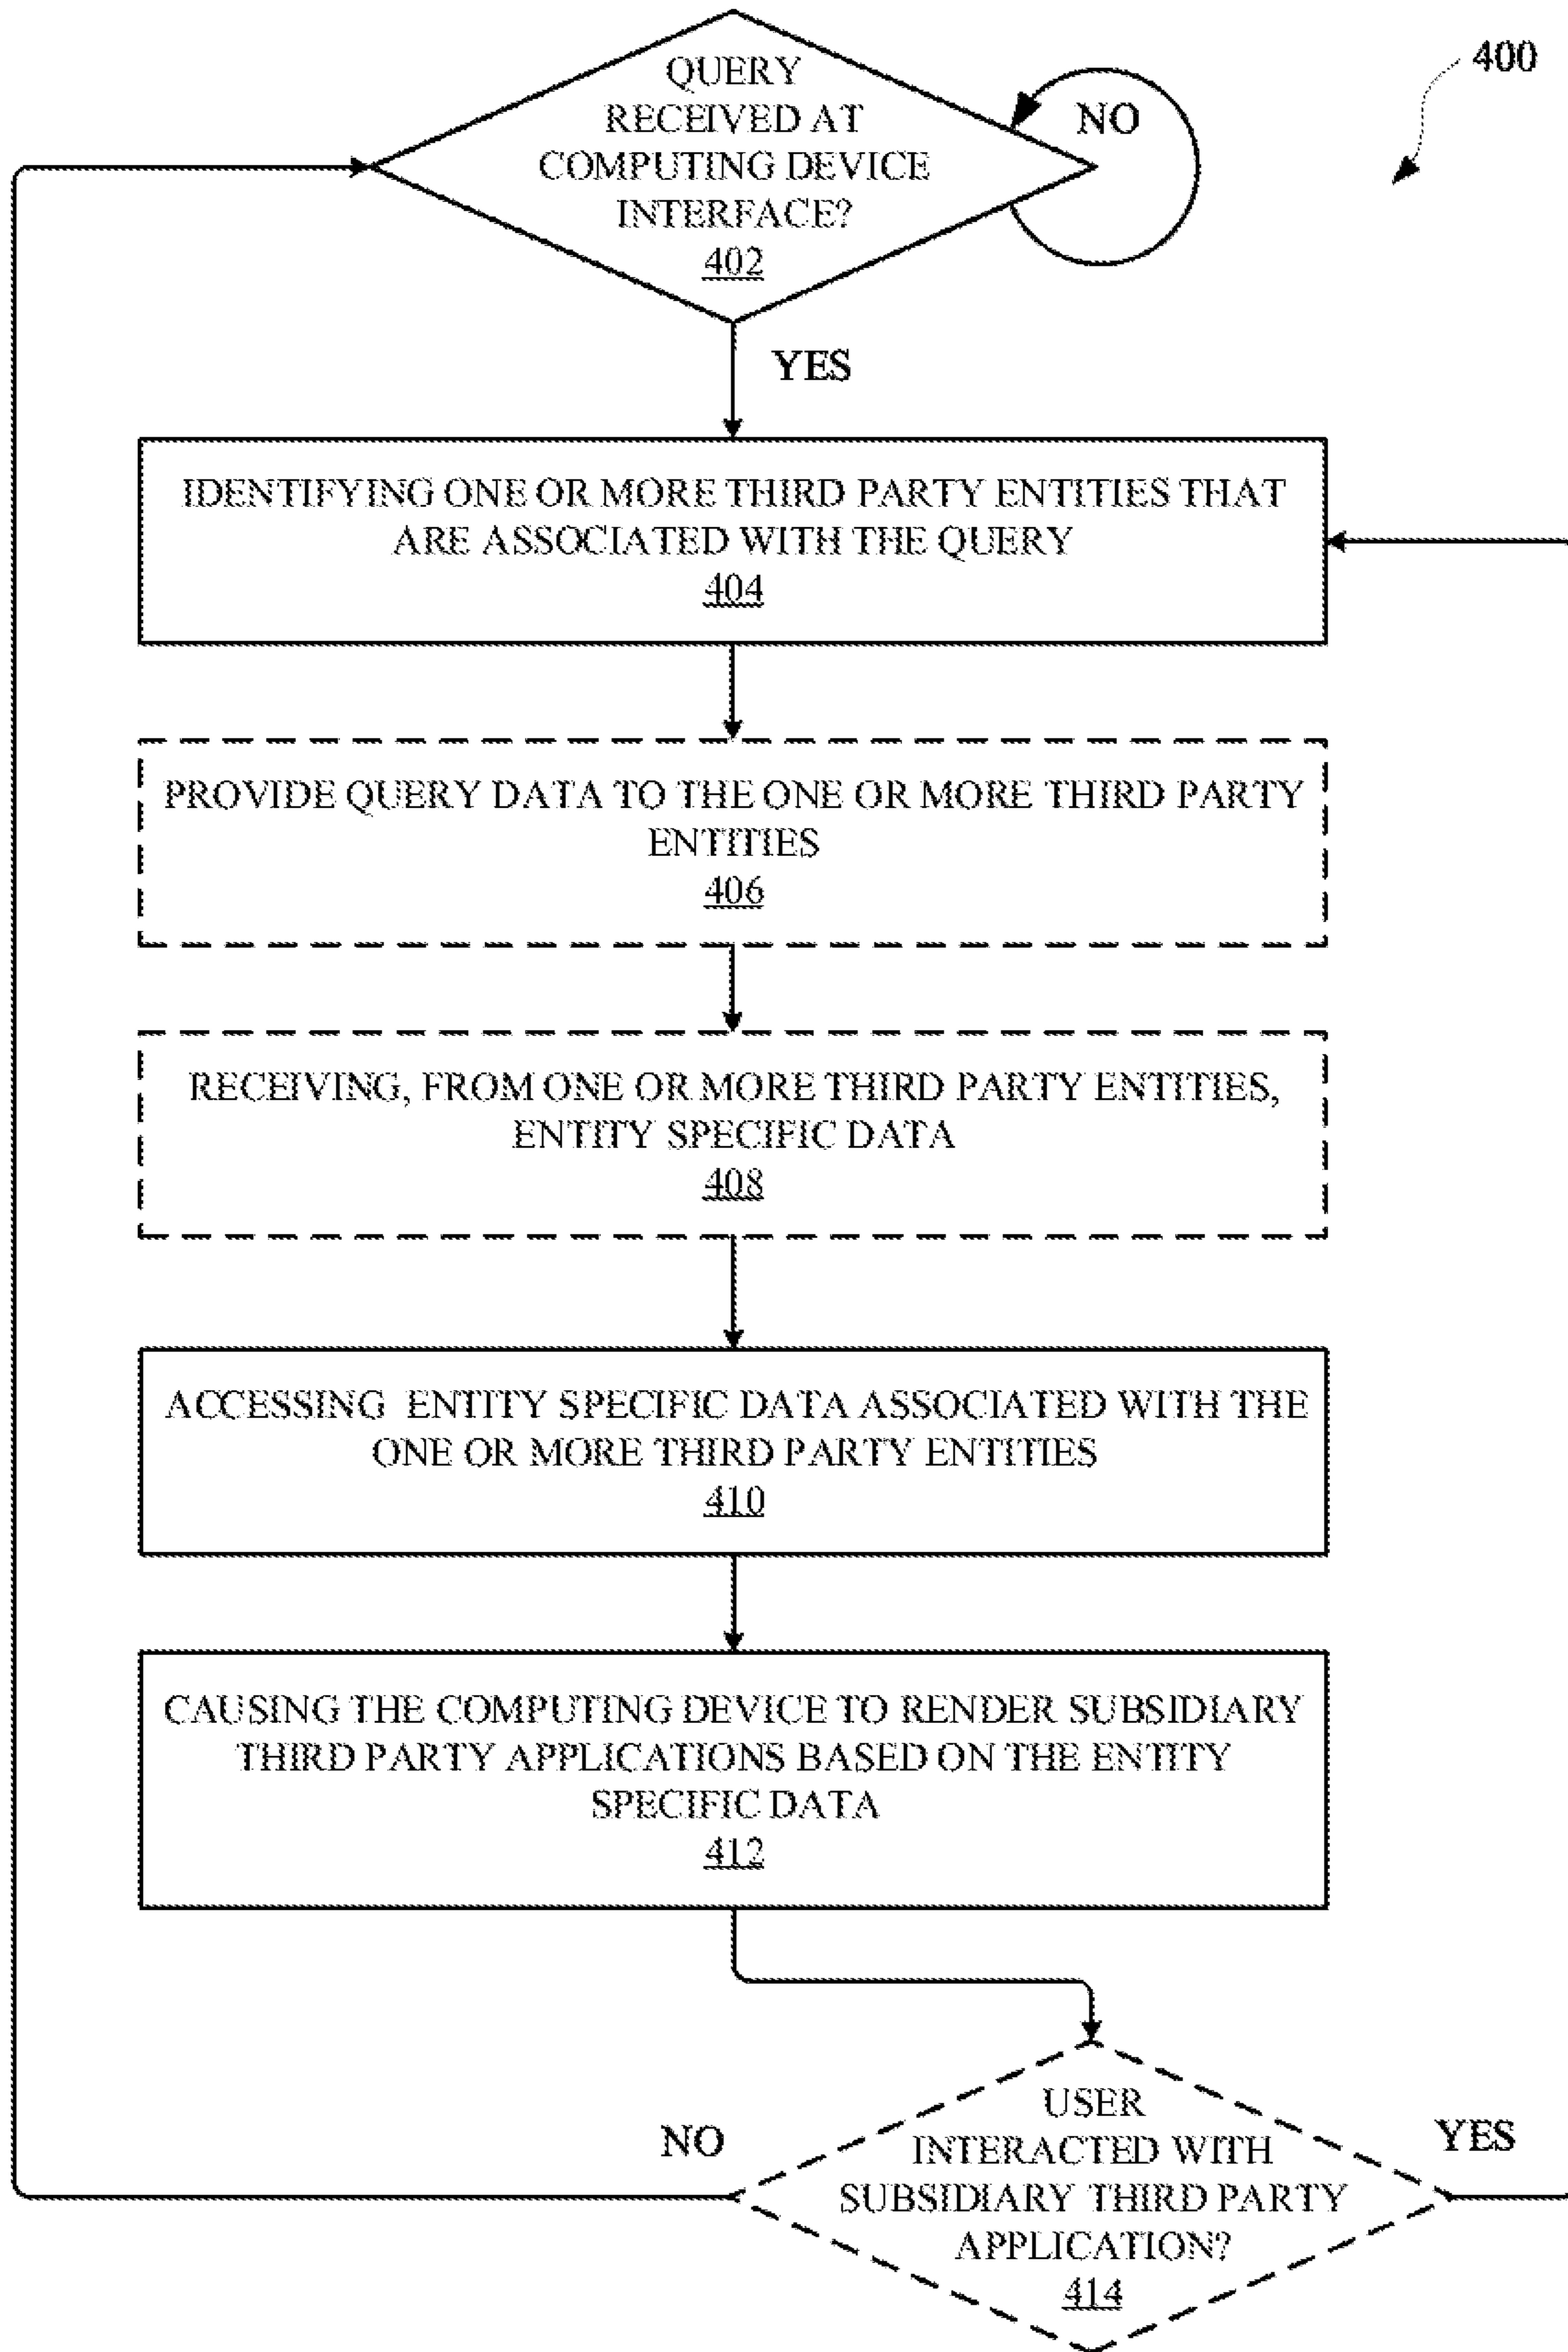 QUERY
RECEIVED AT
COMPUTING DEVICE
INTERFACE?
402
NO
400
YES
IDENTIFYING ONE OR MORE THIRD PARTY ENTITIES THAT
ARE ASSOCIATED WITH THE QUERY
404
PROVIDE QUERY DATA TO THE ONE OR MORE THIRD PARTY
ENTITIES
406
RECEIVING, FROM ONE OR MORE THIRD PARTY ENTITIES,
ENTITY SPECIFIC DATA
408
ACCESSING ENTITY SPECIFIC DATA ASSOCIATED WITH THE
ONE OR MORE THIRD PARTY ENTITIES
410
CAUSING THE COMPUTING DEVICE TO RENDER SUBSIDIARY
THIRD PARTY APPLICATIONS BASED ON THE ENTITY
SPECIFIC DATA
412
NO
USER
INTERACTED WITH
SUBSIDIARY THIRD PARTY
APPLICATION?
414
YES